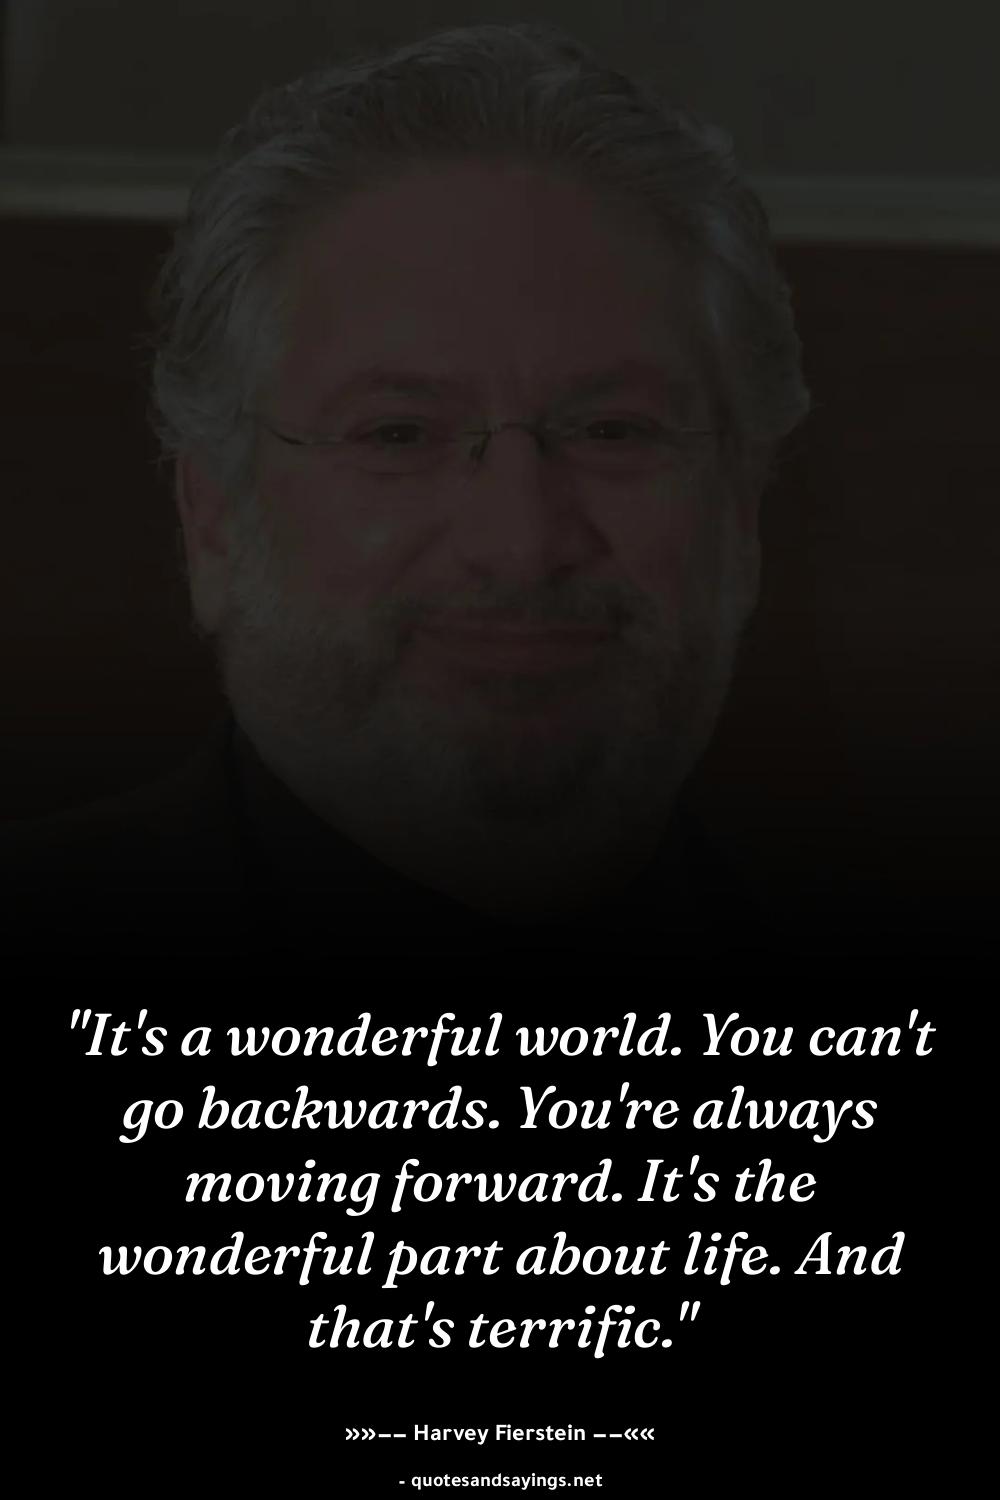 "It's a wonderful world. You can't
go backwards. You're always
moving forward. It's the
wonderful part about life. And
that's terrific."
»»−− Harvey Fierstein −−««
- quotesandsayings.net